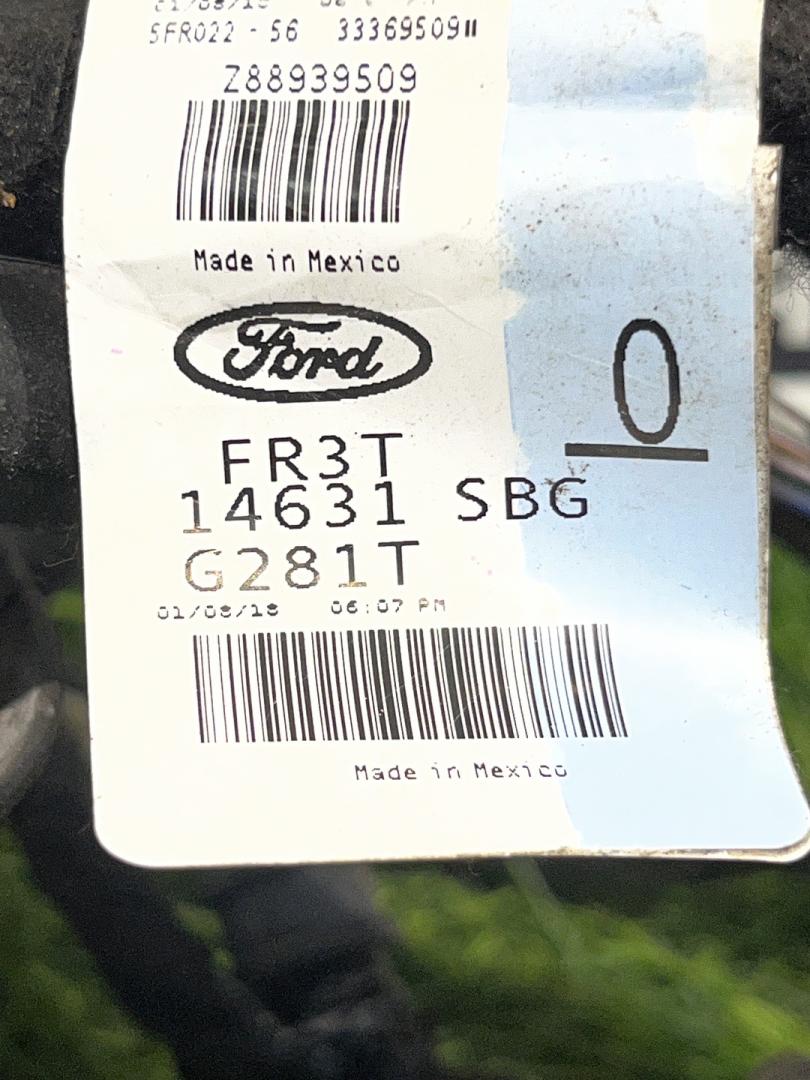 5FR022 - 56 33369509
Z88939509
Made in Mexico
Ford
0
FR3T
14631 SBG
G281T
01/08/18 06:07 PM
Made in Mexico